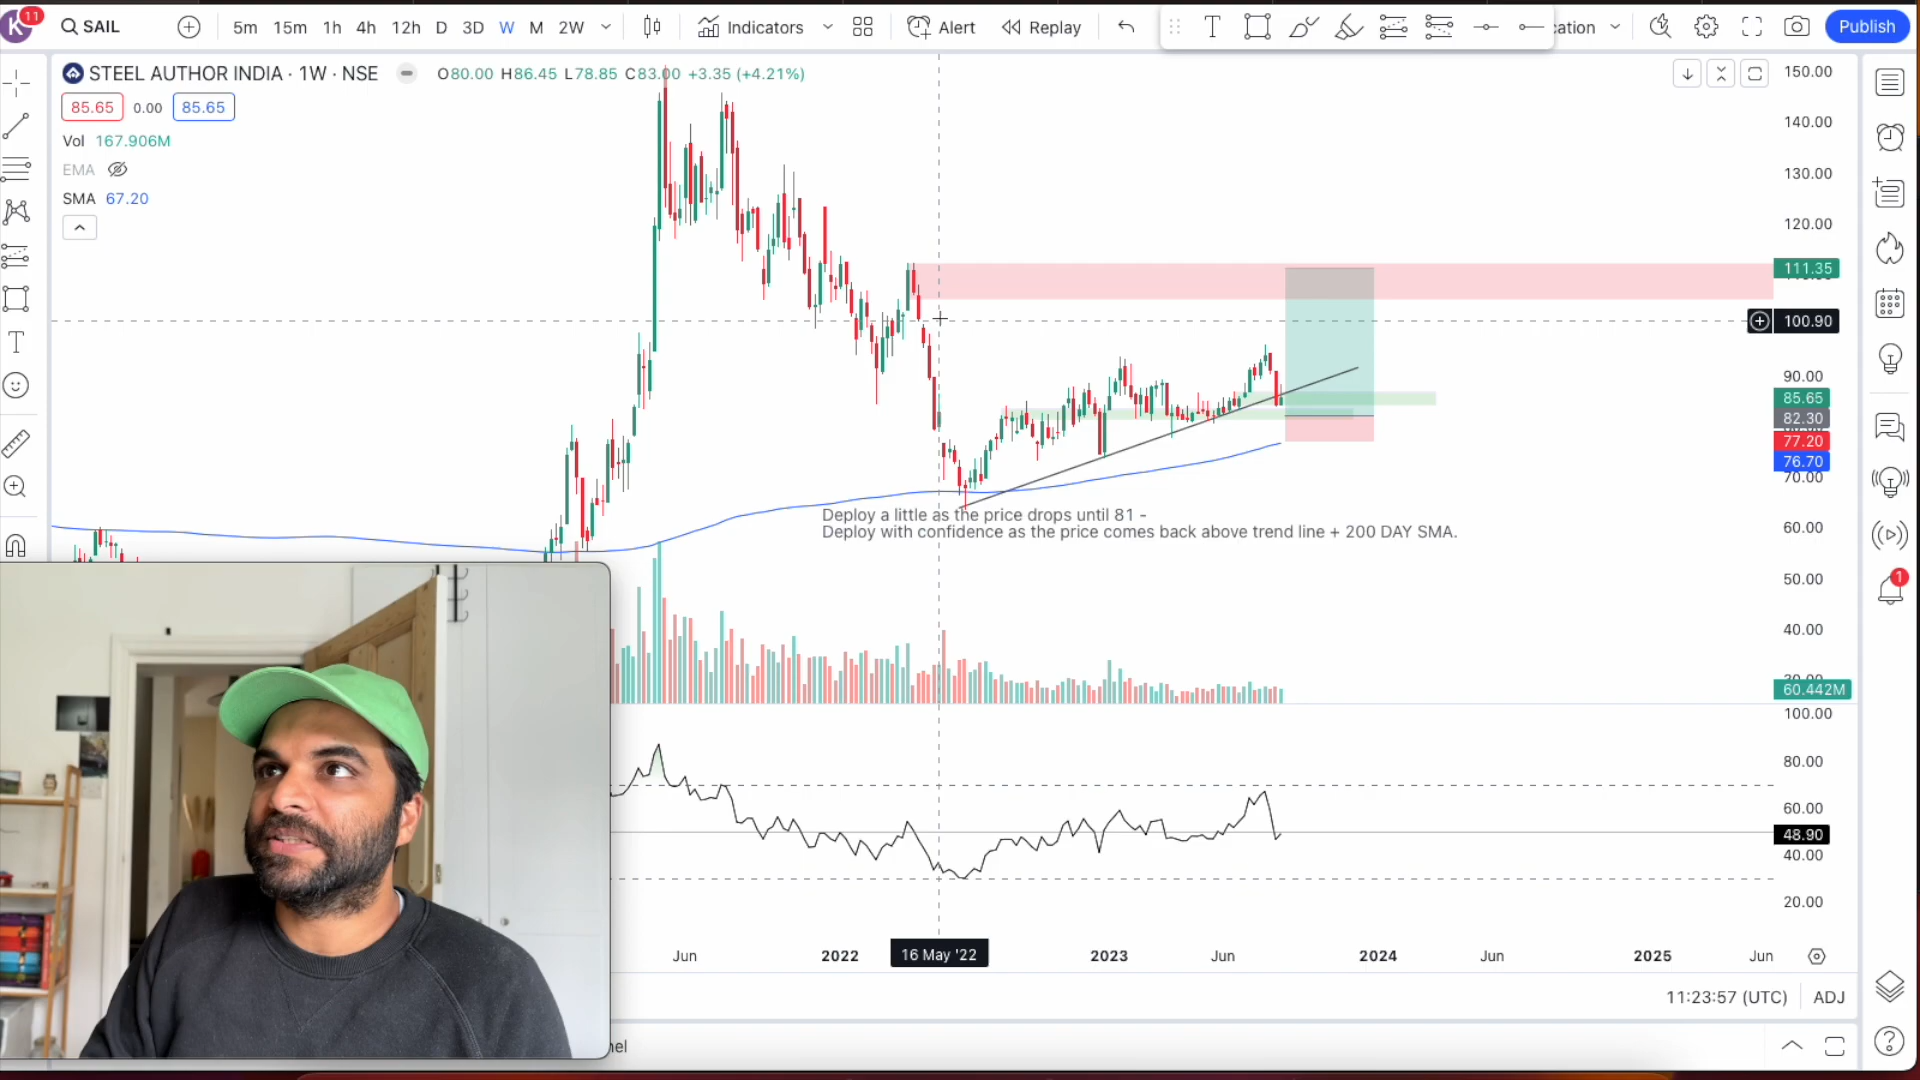 K 11 SAIL 5m 15m 1h 4h 12h D 3D W M 2W Indicators Alert Replay T cation Publish
STEEL AUTHOR INDIA · 1W · NSE O80.00 H86.45 L78.85 C83.00 +3.35 (+4.21%)
85.65 0.00 85.65
Vol 167.906M
EMA
SMA 67.20
150.00
140.00
130.00
120.00
111.35
100.90
90.00
85.65
82.30
77.20
76.70
70.00
60.00
50.00
40.00
60.442M
Deploy a little as the price drops until 81 -
Deploy with confidence as the price comes back above trend line + 200 DAY SMA.
100.00
80.00
60.00
48.90
40.00
20.00
Jun 2022 16 May '22 2023 Jun 2024 Jun 2025 Jun
11:23:57 (UTC) ADJ
nel
T
1